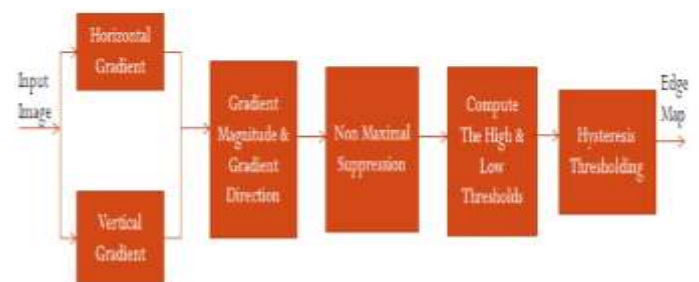 Input
Image
Horizontal
Gradient
Vertical
Gradient
Gradient
Magnitude &
Gradient
Direction
Non Maximal
Suppression
Compute
The High &
Low
Thresholds
Hysteresis
Thresholding
Edge
Map